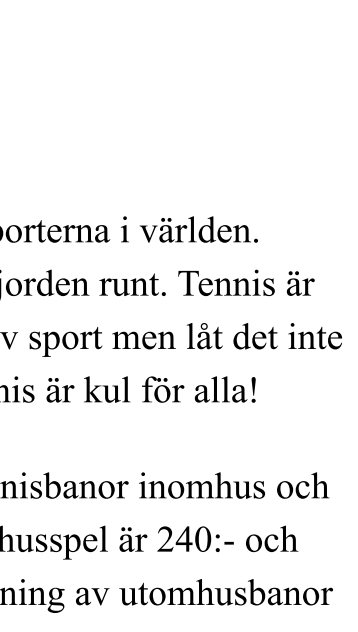 porterna i världen.
jorden runt. Tennis är
v sport men låt det inte
nis är kul för alla!
nisbanor inomhus och
husspel är 240:- och
ning av utomhusbanor